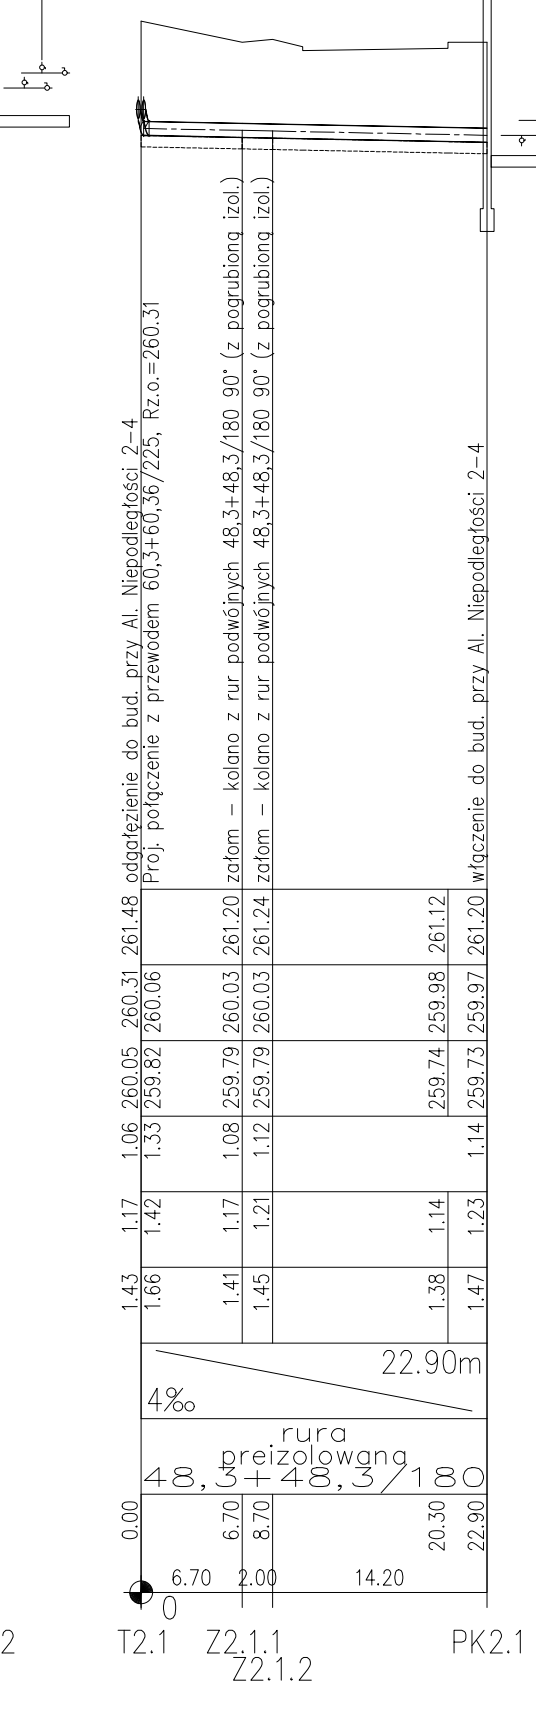 odgałęzienie do bud. przy Al. Niepodległości 2-4
Proj. połączenie z przewodem 60,3+60,36/225, Rz.o.=260.31
załom - kolano z rur podwójnych 48,3+48,3/180 90° (z pogrubioną izol.)
załom - kolano z rur podwójnych 48,3+48,3/180 90° (z pogrubioną izol.)
włączenie do bud. przy Al. Niepodległości 2-4
261.48 261.20 261.24 261.12 261.20
260.31 260.06 260.03 260.03 259.98 259.97
260.05 259.82 259.79 259.79 259.74 259.73
1.06 1.33 1.08 1.12 1.14
1.17 1.42 1.17 1.21 1.14 1.23
1.43 1.66 1.41 1.45 1.38 1.47
22.90m
4‰
rura
preizolowana
48,3+48,3/180
0.00 6.70 8.70 20.30 22.90
6.70 2.00 14.20
0
2 T2.1 Z2.1.1 PK2.1
Z2.1.2